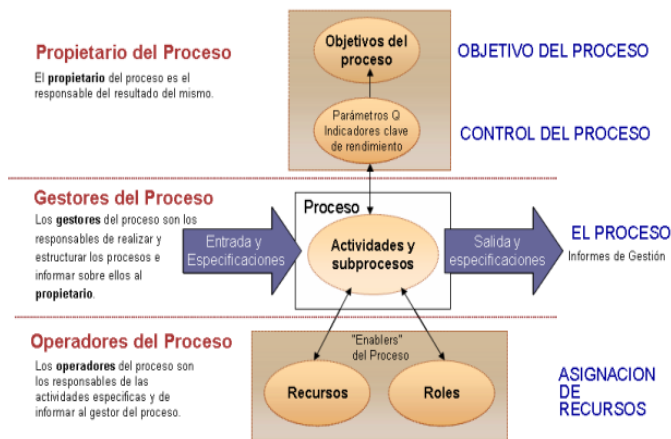 Propietario del Proceso
El propietario del proceso es el
responsable del resultado del mismo.
Objetivos del
proceso
OBJETIVO DEL PROCESO
Parámetros Q
Indicadores clave
de rendimiento
CONTROL DEL PROCESO
Gestores del Proceso
Los gestores del proceso son los
responsables de realizar y
estructurar los procesos e
informar sobre ellos al
propietario.
Entrada y
Especificaciones
Proceso
Actividades y
subprocesos
Salida y
especificaciones
EL PROCESO
Informes de Gestión
Operadores del Proceso
Los operadores del proceso son
los responsables de las
actividades especificas y de
informar al gestor del proceso.
"Enablers"
del Proceso
Recursos
Roles
ASIGNACION
DE
RECURSOS